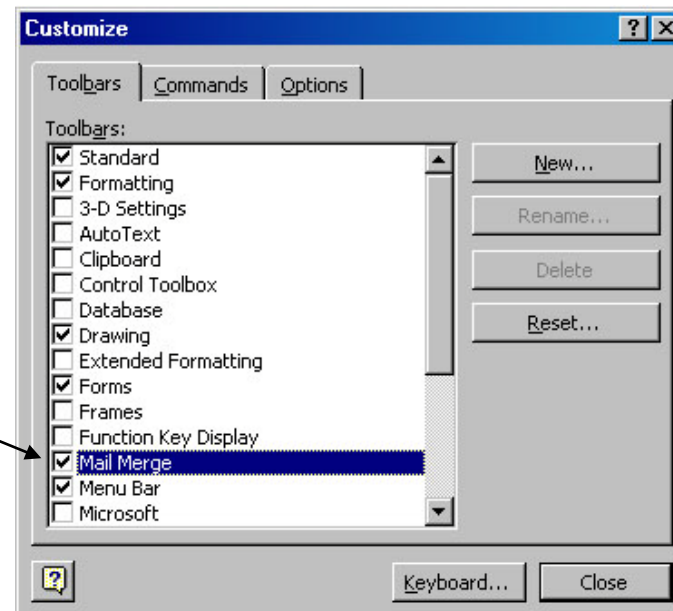 Customize
Toolbars Commands Options
Toolbars:
Standard
Formatting
3-D Settings
AutoText
Clipboard
Control Toolbox
Database
Drawing
Extended Formatting
Forms
Frames
Function Key Display
Mail Merge
Menu Bar
Microsoft
New...
Rename...
Delete
Reset...
Keyboard... Close